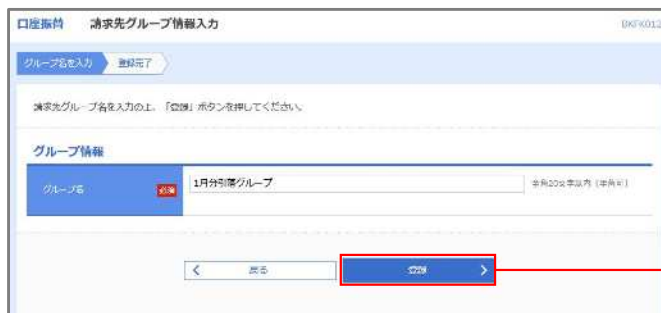 口座振替 請求先グループ情報入力 BKFK012
グループ名を入力 登録完了
請求先グループ名を入力の上、「登録」ボタンを押してください。
グループ情報
グループ名 必須 1月分引落グループ 全角20文字以内（半角可）
戻る 登録